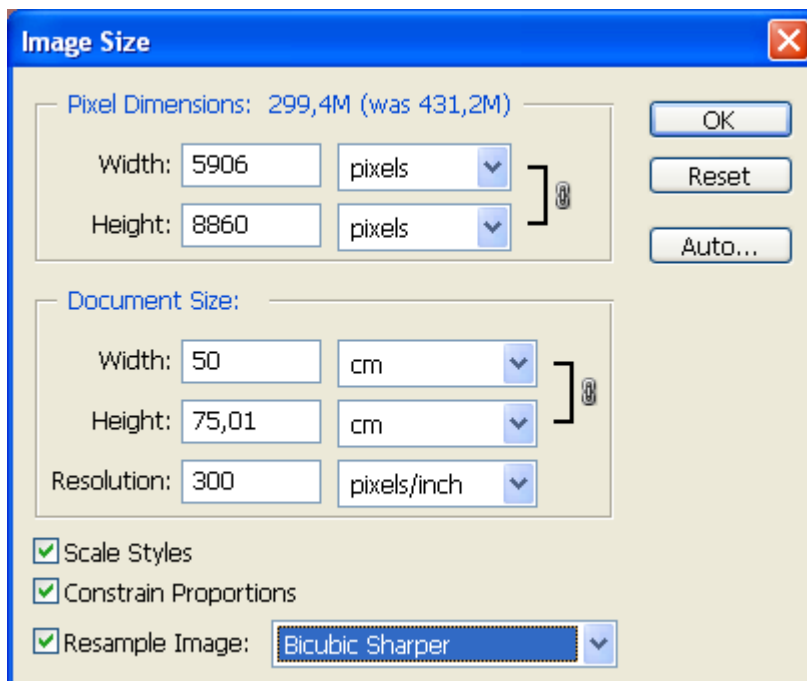 Image Size
Pixel Dimensions: 299,4M (was 431,2M)
OK
Width: 5906 pixels
Reset
Height: 8860 pixels
Auto...
Document Size:
Width: 50 cm
Height: 75,01 cm
Resolution: 300 pixels/inch
Scale Styles
Constrain Proportions
Resample Image: Bicubic Sharper